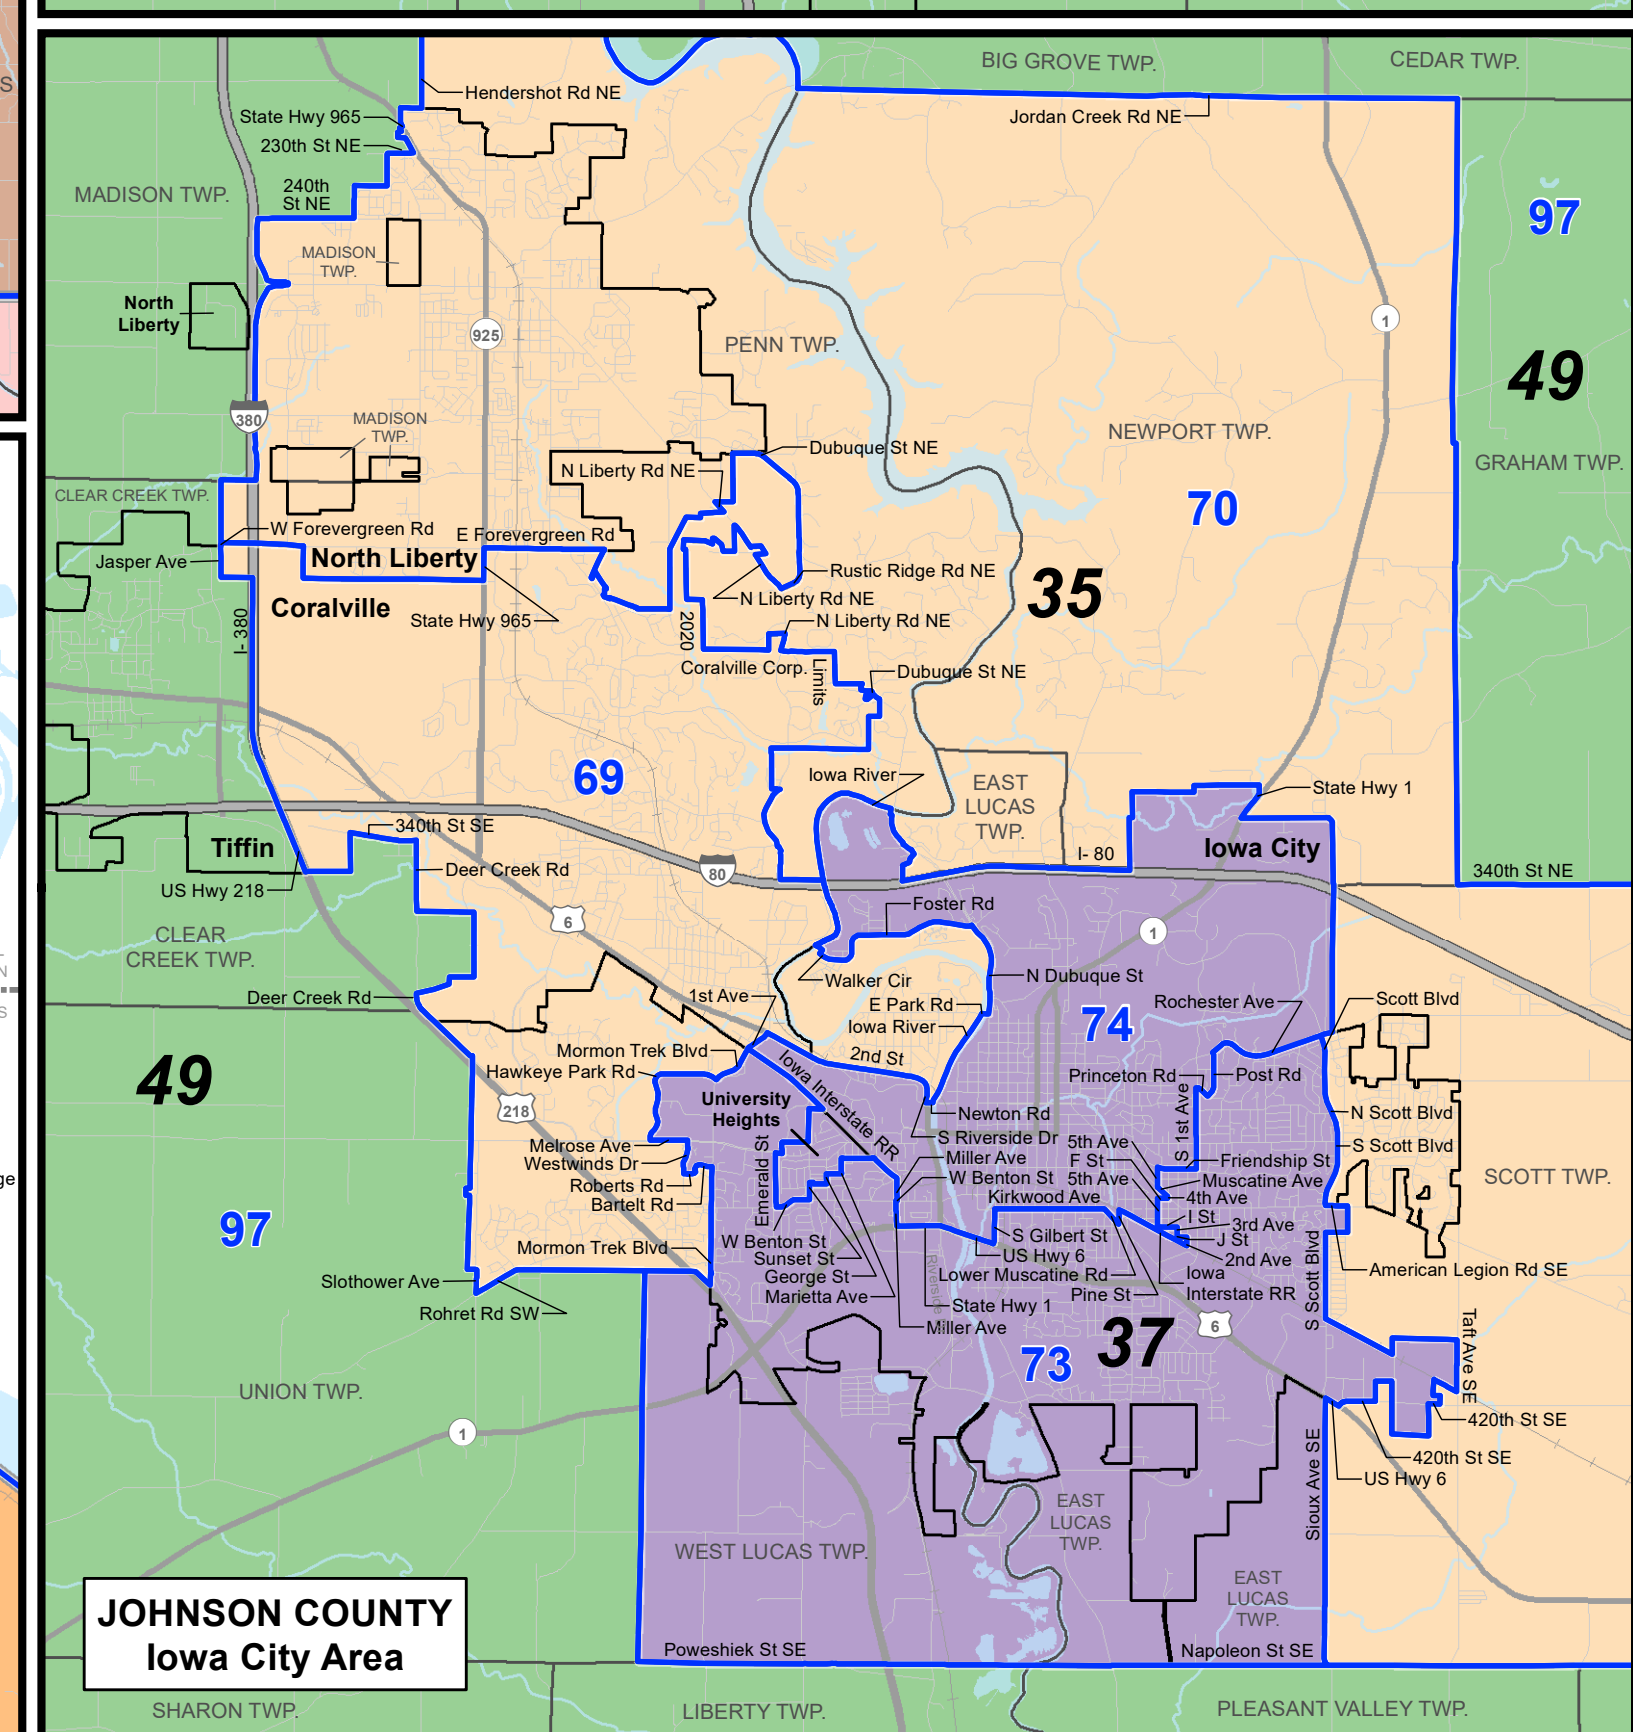 BIG GROVE TWP.
CEDAR TWP.
S
Hendershot Rd NE
State Hwy 965
Jordan Creek Rd NE
230th St NE
MADISON TWP.
240th
St NE
97
MADISON
TWP.
North
Liberty
925
1
PENN TWP.
49
380
MADISON
TWP.
NEWPORT TWP.
Dubuque St NE
GRAHAM TWP.
N Liberty Rd NE
CLEAR CREEK TWP.
70
W Forevergreen Rd
E Forevergreen Rd
Jasper Ave
North Liberty
Rustic Ridge Rd NE
35
N Liberty Rd NE
Coralville
State Hwy 965
N Liberty Rd NE
I- 380
2020
Coralville Corp.
Limits
Dubuque St NE
69
Iowa River
EAST
LUCAS
TWP.
State Hwy 1
340th St SE
Tiffin
I- 80
Iowa City
80
Deer Creek Rd
340th St NE
US Hwy 218
6
Foster Rd
1
CLEAR
CREEK TWP.
N
N Dubuque St
Walker Cir
Deer Creek Rd
1st Ave
E Park Rd
Rochester Ave
Scott Blvd
S
Iowa River
74
Mormon Trek Blvd
2nd St
Hawkeye Park Rd
Iowa Interstate RR
Princeton Rd
Post Rd
49
University
Heights
218
Newton Rd
S 1st Ave
N Scott Blvd
S Riverside Dr
5th Ave
S Scott Blvd
Melrose Ave
Westwinds Dr
Miller Ave
F St
Friendship St
SCOTT TWP.
ge
Roberts Rd
Emerald St
W Benton St
5th Ave
Muscatine Ave
Bartelt Rd
Kirkwood Ave
4th Ave
97
I St
3rd Ave
W Benton St
S Gilbert St
J St
Mormon Trek Blvd
Sunset St
US Hwy 6
2nd Ave
George St
Lower Muscatine Rd
Iowa
Interstate RR
American Legion Rd SE
Slothower Ave
Marietta Ave
Pine St
Riverside
S Scott Blvd
Rohret Rd SW
State Hwy 1
Miller Ave
6
Taft Ave SE
73
37
UNION TWP.
1
420th St SE
420th St SE
US Hwy 6
Sioux Ave SE
EAST
LUCAS
TWP.
WEST LUCAS TWP.
EAST
LUCAS
TWP.
JOHNSON COUNTY
Iowa City Area
Poweshiek St SE
Napoleon St SE
SHARON TWP.
LIBERTY TWP.
PLEASANT VALLEY TWP.